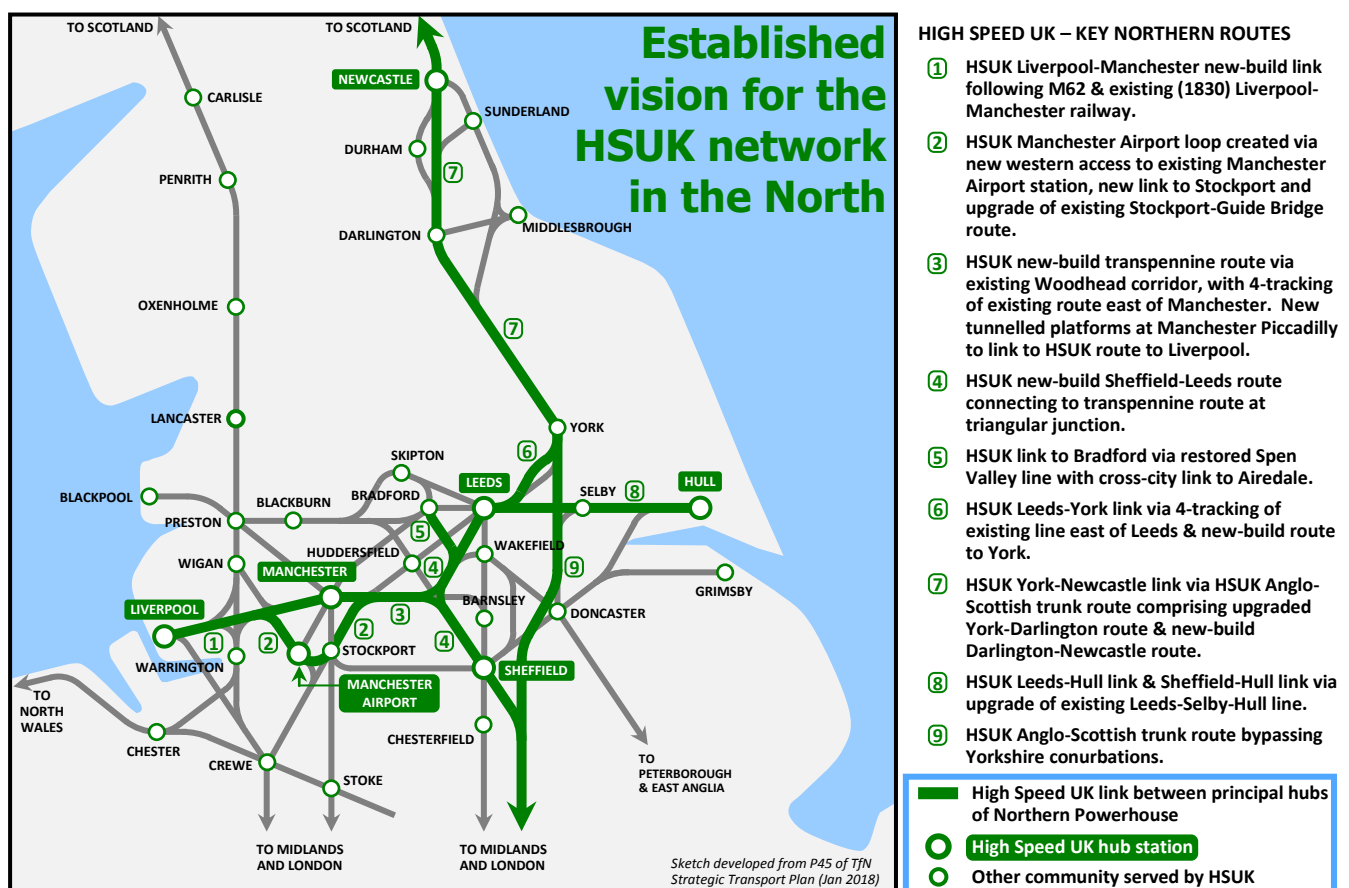 TO SCOTLAND
TO SCOTLAND
Established
vision for the
HSUK network
in the North
NEWCASTLE
CARLISLE
SUNDERLAND
DURHAM
7
PENRITH
MIDDLESBROUGH
DARLINGTON
OXENHOLME
7
LANCASTER
YORK
6
SKIPTON
LEEDS
HULL
BLACKPOOL
BLACKBURN
BRADFORD
SELBY
8
PRESTON
5
HUDDERSFIELD
WAKEFIELD
WIGAN
4
9
MANCHESTER
GRIMSBY
LIVERPOOL
BARNSLEY
3
DONCASTER
1
2
2
4
STOCKPORT
WARRINGTON
SHEFFIELD
MANCHESTER
AIRPORT
TO
NORTH
WALES
CHESTER
CHESTERFIELD
CREWE
STOKE
TO
PETERBOROUGH
& EAST ANGLIA
TO MIDLANDS
AND LONDON
TO MIDLANDS
AND LONDON
Sketch developed from P45 of TfN
Strategic Transport Plan (Jan 2018)
HIGH SPEED UK – KEY NORTHERN ROUTES
1 HSUK Liverpool-Manchester new-build link
following M62 & existing (1830) Liverpool-
Manchester railway.
2 HSUK Manchester Airport loop created via
new western access to existing Manchester
Airport station, new link to Stockport and
upgrade of existing Stockport-Guide Bridge
route.
3 HSUK new-build transpennine route via
existing Woodhead corridor, with 4-tracking
of existing route east of Manchester. New
tunnelled platforms at Manchester Piccadilly
to link to HSUK route to Liverpool.
4 HSUK new-build Sheffield-Leeds route
connecting to transpennine route at
triangular junction.
5 HSUK link to Bradford via restored Spen
Valley line with cross-city link to Airedale.
6 HSUK Leeds-York link via 4-tracking of
existing line east of Leeds & new-build route
to York.
7 HSUK York-Newcastle link via HSUK Anglo-
Scottish trunk route comprising upgraded
York-Darlington route & new-build
Darlington-Newcastle route.
8 HSUK Leeds-Hull link & Sheffield-Hull link via
upgrade of existing Leeds-Selby-Hull line.
9 HSUK Anglo-Scottish trunk route bypassing
Yorkshire conurbations.
High Speed UK link between principal hubs
of Northern Powerhouse
High Speed UK hub station
Other community served by HSUK